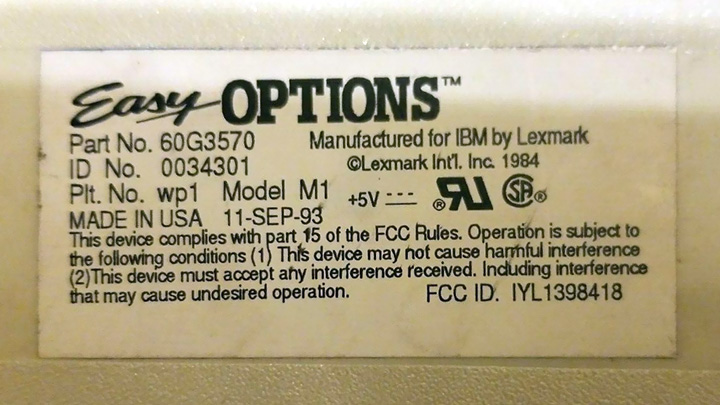 Easy OPTIONS™
Part No. 60G3570 Manufactured for IBM by Lexmark
ID No. 0034301 ©Lexmark Int'l. Inc. 1984
Plt. No. wp1 Model M1 +5V
MADE IN USA 11-SEP-93
This device complies with part 15 of the FCC Rules. Operation is subject to
the following conditions (1) This device may not cause harmful interference
(2)This device must accept any interference received. Including interference
that may cause undesired operation. FCC ID. IYL1398418